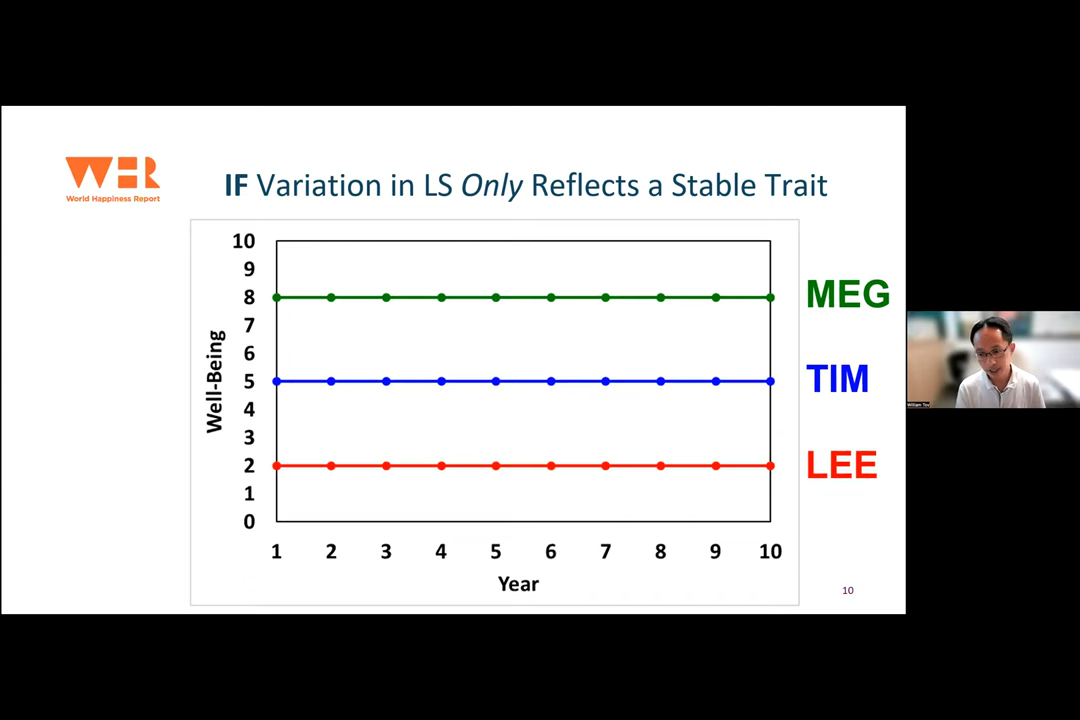 WHR
World Happiness Report
IF Variation in LS Only Reflects a Stable Trait
10
9
8
7
6
5
4
3
2
1
0
Well-Being
1 2 3 4 5 6 7 8 9 10
Year
MEG
TIM
LEE
10